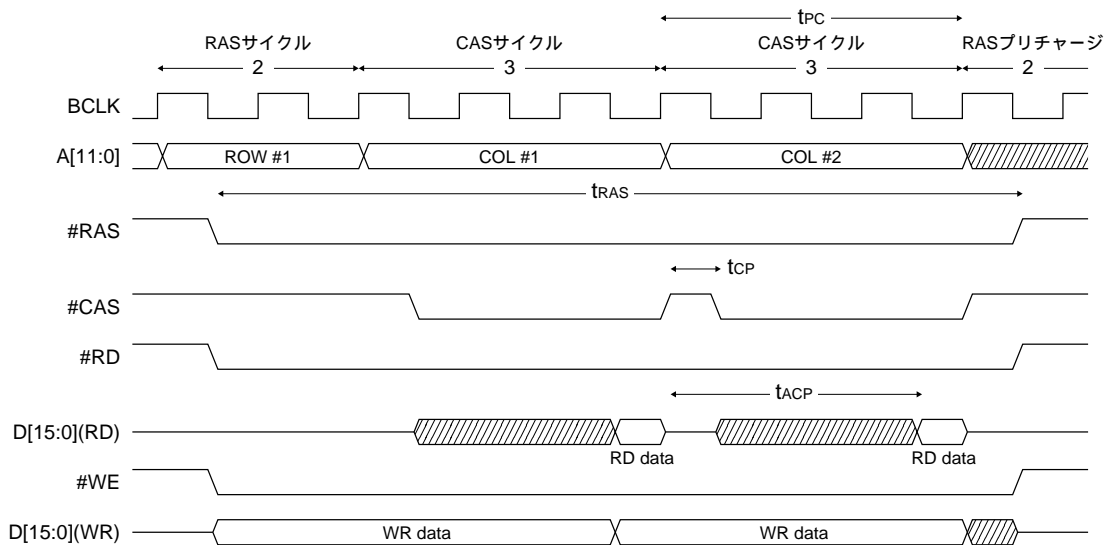 tPC
RASサイクル CASサイクル CASサイクル RASプリチャージ
2 3 3 2
BCLK
A[11:0] ROW #1 COL #1 COL #2
tRAS
#RAS
tCP
#CAS
#RD
tACP
D[15:0](RD)
RD data RD data
#WE
D[15:0](WR) WR data WR data